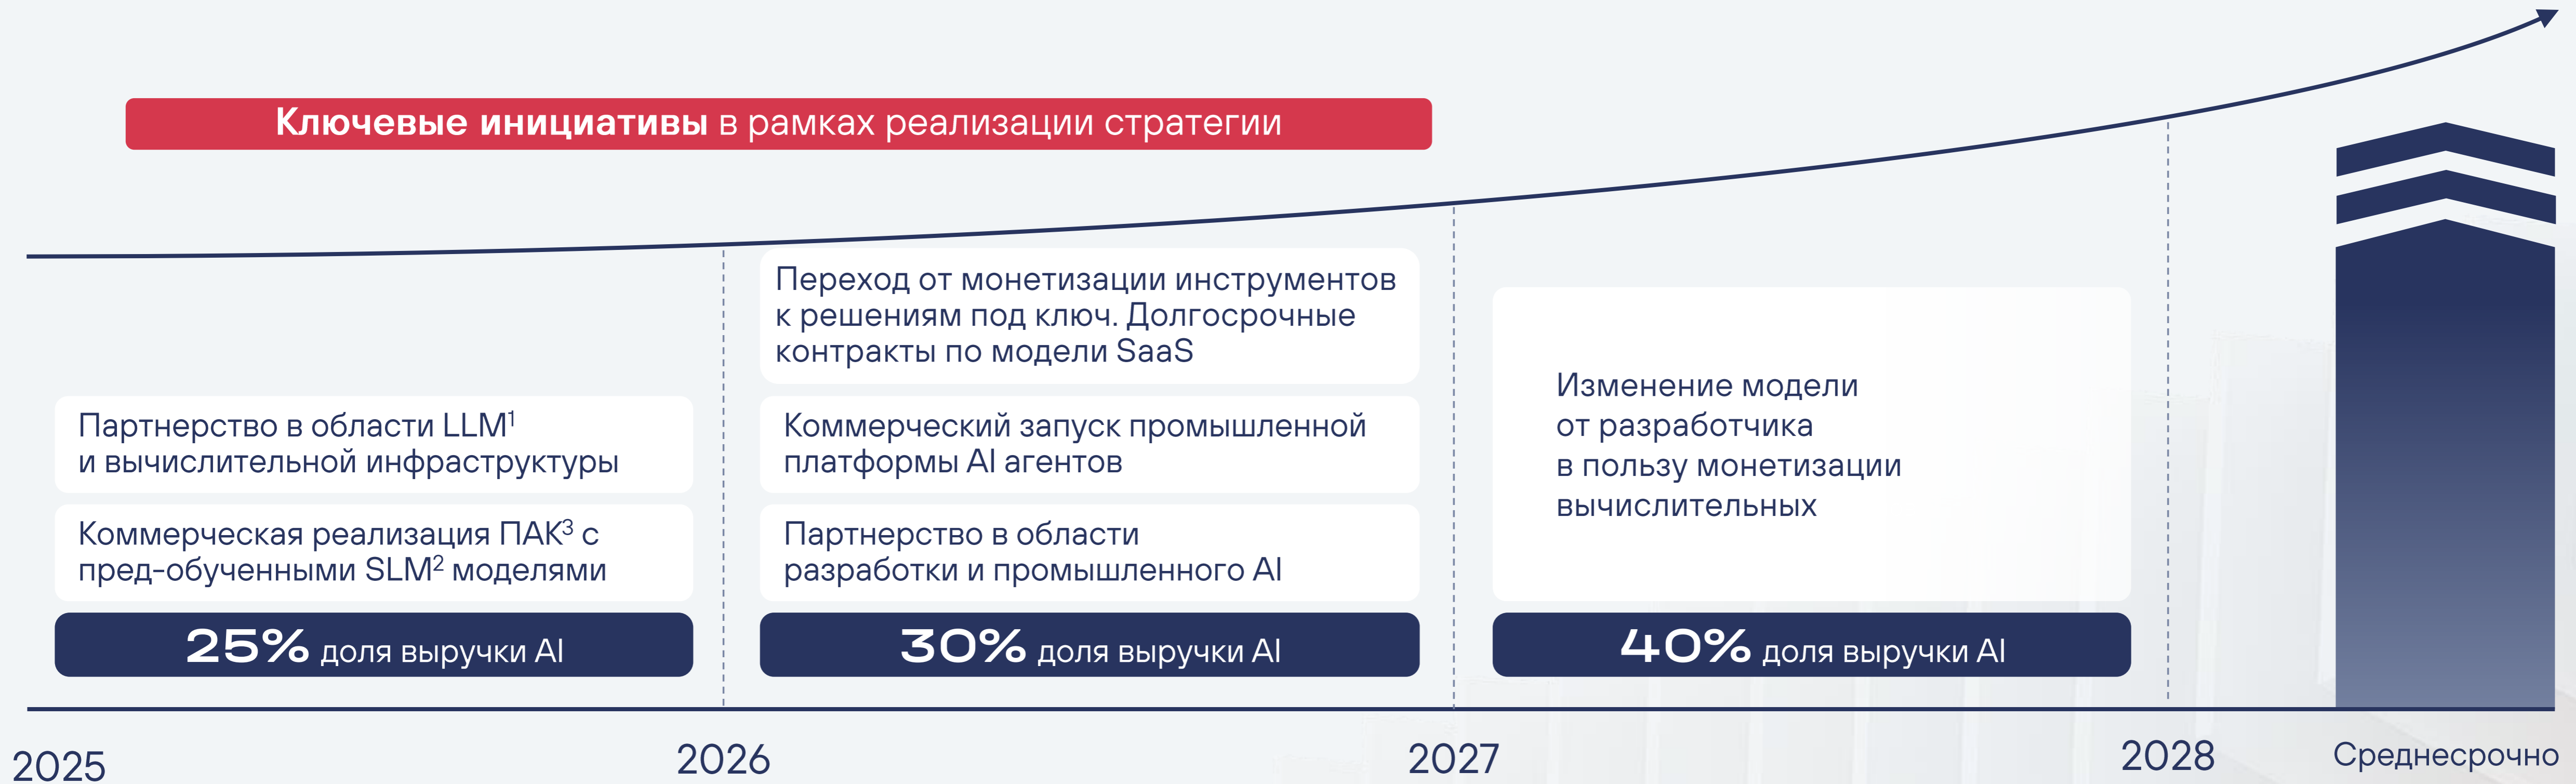 Ключевые инициативы в рамках реализации стратегии
Партнерство в области LLM¹
и вычислительной инфраструктуры
Коммерческая реализация ПАК³ с
пред-обученными SLM² моделями
25% доля выручки AI
Переход от монетизации инструментов
к решениям под ключ. Долгосрочные
контракты по модели SaaS
Коммерческий запуск промышленной
платформы AI агентов
Партнерство в области
разработки и промышленного AI
30% доля выручки AI
Изменение модели
от разработчика
в пользу монетизации
вычислительных
40% доля выручки AI
2025
2026
2027
2028
Среднесрочно